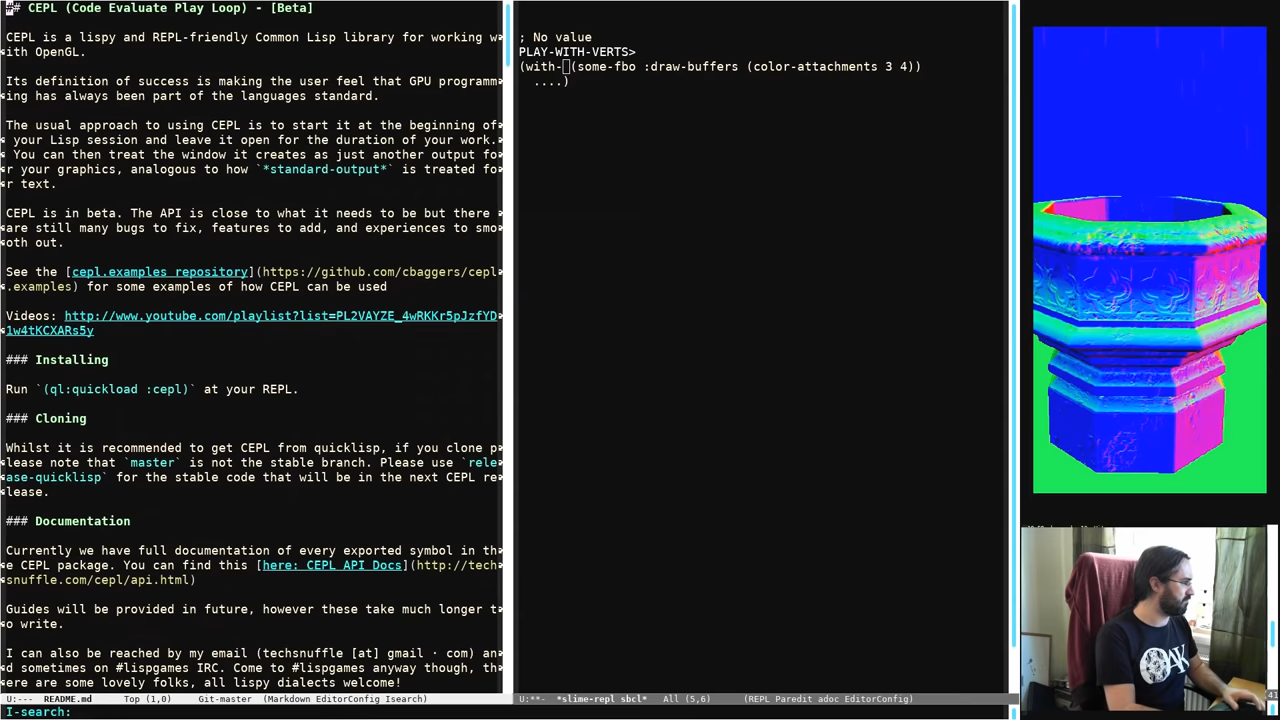 ## CEPL (Code Evaluate Play Loop) - [Beta]
CEPL is a lispy and REPL-friendly Common Lisp library for working w
ith OpenGL.
Its definition of success is making the user feel that GPU programm
ing has always been part of the languages standard.
The usual approach to using CEPL is to start it at the beginning of
your Lisp session and leave it open for the duration of your work.
You can then treat the window it creates as just another output fo
r your graphics, analogous to how `*standard-output*` is treated fo
r text.
CEPL is in beta. The API is close to what it needs to be but there
are still many bugs to fix, features to add, and experiences to smo
oth out.
See the [cepl.examples repository](https://github.com/cbaggers/cepl
.examples) for some examples of how CEPL can be used
Videos: http://www.youtube.com/playlist?list=PL2VAYZE_4wRKKr5pJzfYD
1w4tKCXARs5y
### Installing
Run `(ql:quickload :cepl)` at your REPL.
### Cloning
Whilst it is recommended to get CEPL from quicklisp, if you clone p
lease note that `master` is not the stable branch. Please use `rele
ase-quicklisp` for the stable code that will be in the next CEPL re
lease.
### Documentation
Currently we have full documentation of every exported symbol in th
e CEPL package. You can find this [here: CEPL API Docs](http://tech
snuffle.com/cepl/api.html)
Guides will be provided in future, however these take much longer t
o write.
I can also be reached by my email (techsnuffle [at] gmail · com) an
d sometimes on #lispgames IRC. Come to #lispgames anyway though, th
ere are some lovely folks, all lispy dialects welcome!
U:--- README.md Top (1,0) Git-master (Markdown EditorConfig Isearch)
I-search:
; No value
PLAY-WITH-VERTS>
(with- (some-fbo :draw-buffers (color-attachments 3 4))
....)
U:**- *slime-repl sbcl* All (5,6) (REPL Paredit adoc EditorConfig)
41